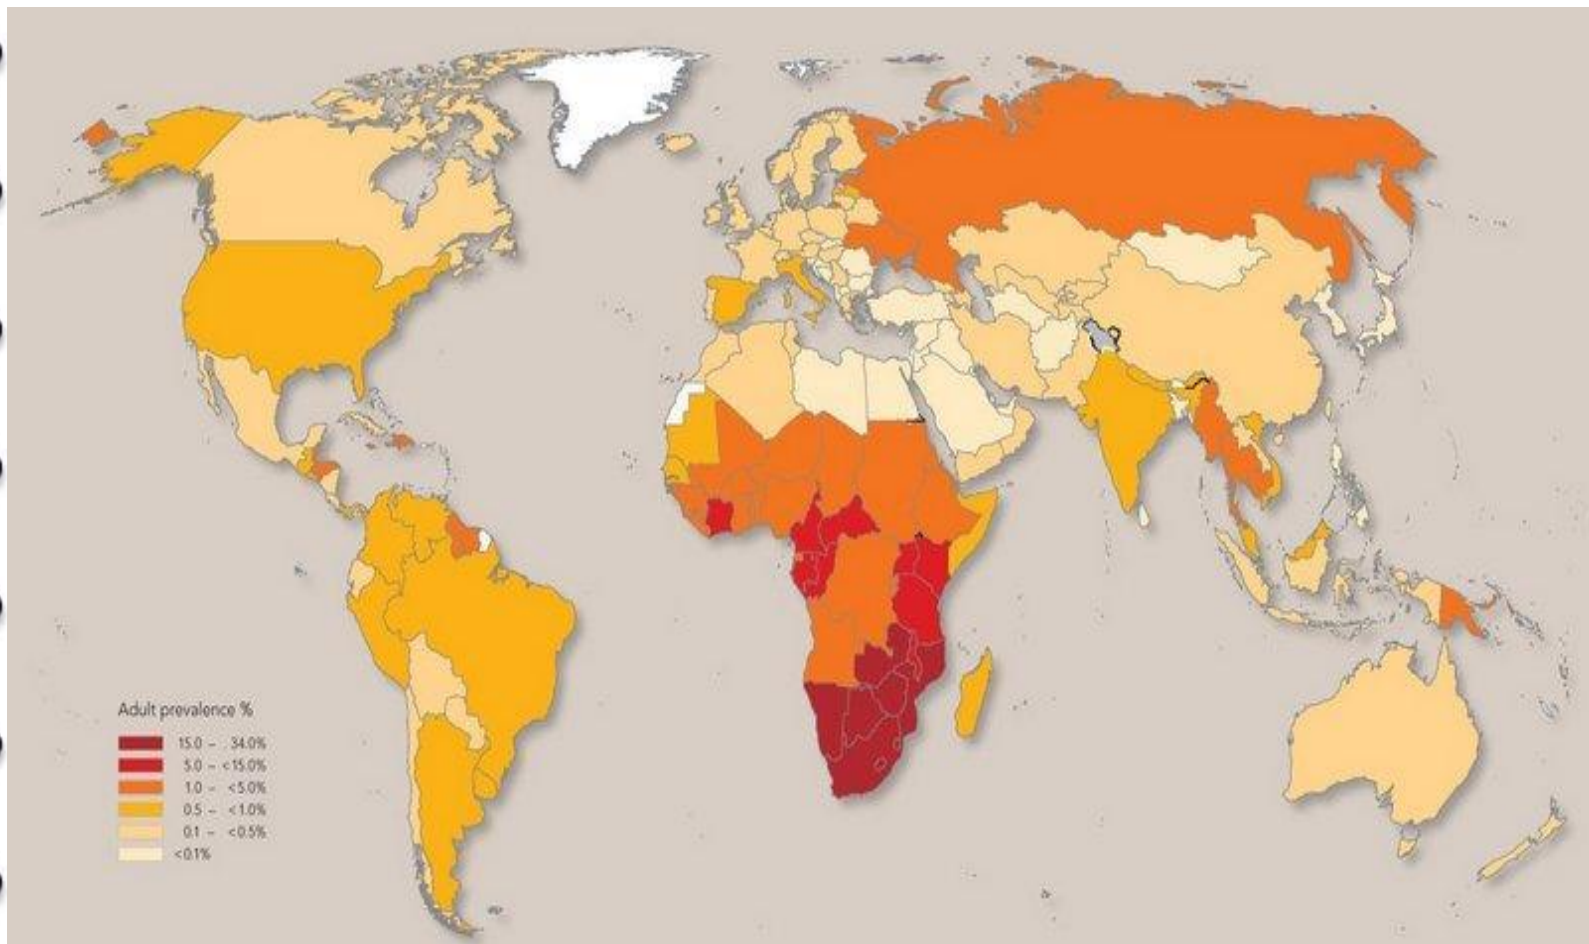 Adult prevalence %
15.0 – 34.0%
5.0 – <15.0%
1.0 – <5.0%
0.5 – <1.0%
0.1 – <0.5%
<0.1%